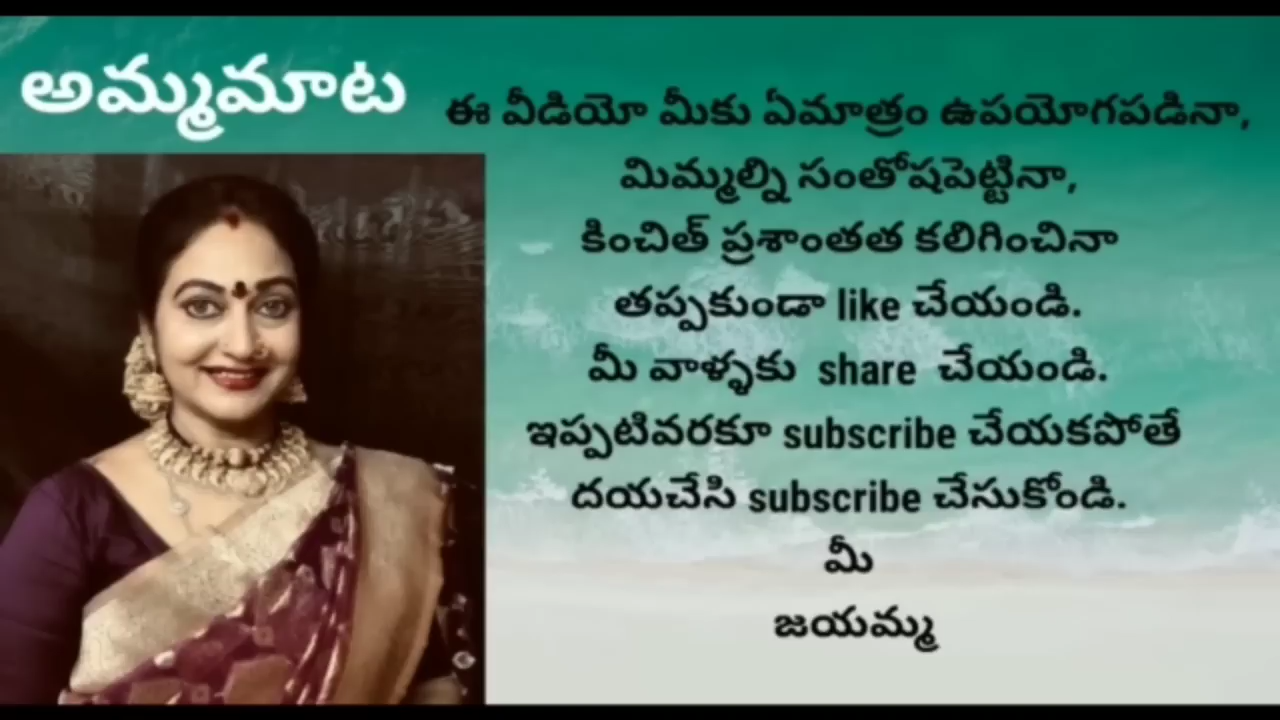 అమ్మమాట
ఈ వీడియో మీకు ఏమాత్రం ఉపయోగపడినా,
మిమ్మల్ని సంతోషపెట్టినా,
కించిత్ ప్రశాంతత కలిగించినా
తప్పకుండా like చేయండి.
మీ వాళ్ళకు share చేయండి.
ఇప్పటివరకూ subscribe చేయకపోతే
దయచేసి subscribe చేసుకోండి.
మీ
జయమ్మ